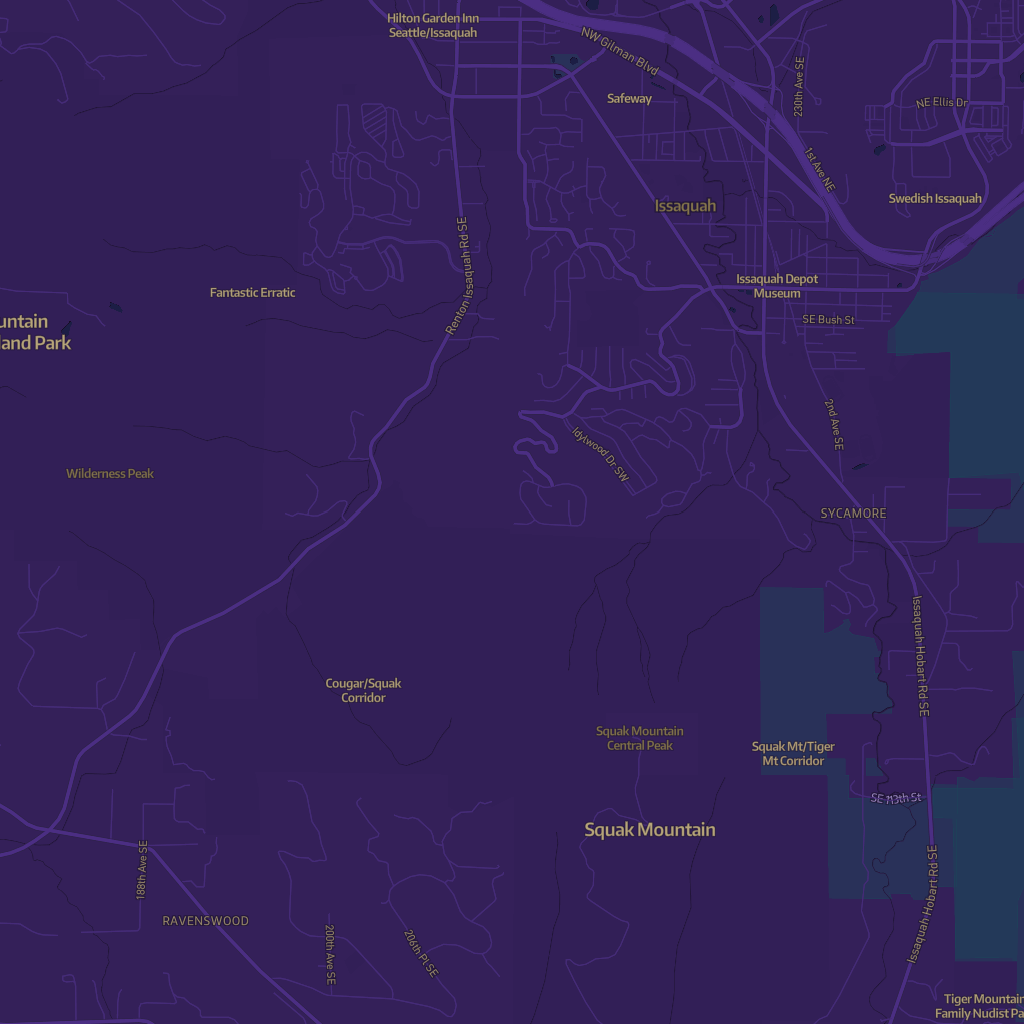 Hilton Garden Inn
Seattle/Issaquah
NW Gilman Blvd
230th Ave SE
Safeway
NE Ellis Dr
1st Ave NE
Swedish Issaquah
Issaquah
Renton Issaquah Rd SE
Fantastic Erratic
Issaquah Depot
Museum
SE Bush St
untain
land Park
2nd Ave SE
Idylwood Dr SW
Wilderness Peak
SYCAMORE
Issaquah Hobart Rd SE
Cougar/Squak
Corridor
Squak Mountain
Central Peak
Squak Mt/Tiger
Mt Corridor
SE 113th St
Squak Mountain
188th Ave SE
Issaquah Hobart Rd SE
RAVENSWOOD
200th Ave SE
206th Pl SE
Tiger Mountain
Family Nudist Pa